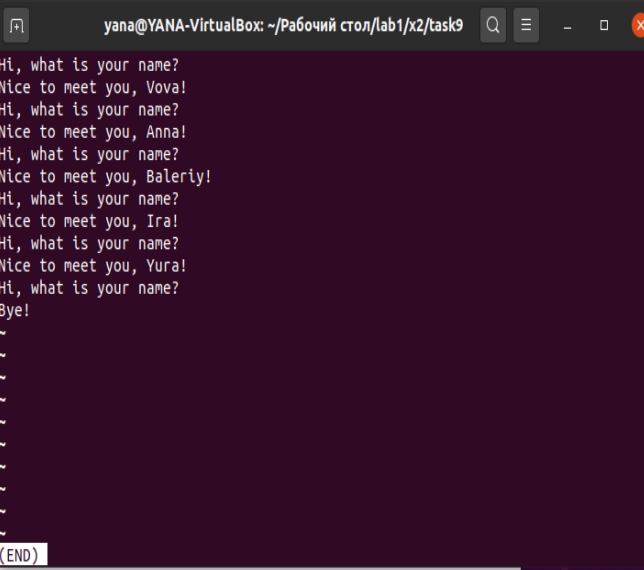 yana@YANA-VirtualBox: ~/Рабочий стол/lab1/x2/task9
Hi, what is your name?
Nice to meet you, Vova!
Hi, what is your name?
Nice to meet you, Anna!
Hi, what is your name?
Nice to meet you, Baleriy!
Hi, what is your name?
Nice to meet you, Ira!
Hi, what is your name?
Nice to meet you, Yura!
Hi, what is your name?
Bye!
~
~
~
~
~
~
~
~
~
~
(END)